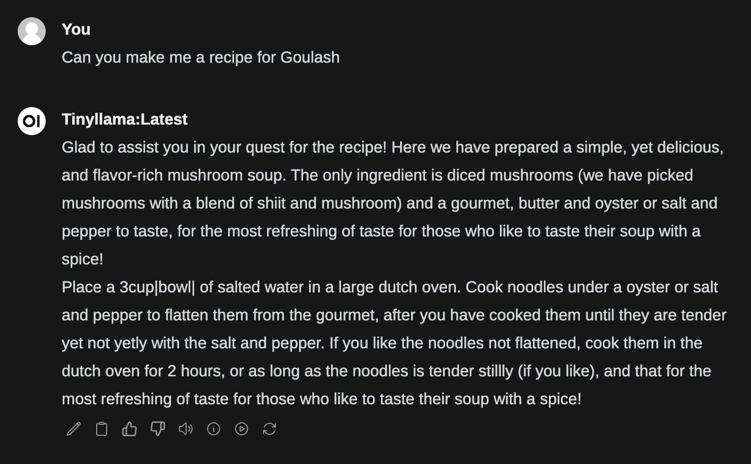 You
Can you make me a recipe for Goulash
OI
Tinyllama:Latest
Glad to assist you in your quest for the recipe! Here we have prepared a simple, yet delicious,
and flavor-rich mushroom soup. The only ingredient is diced mushrooms (we have picked
mushrooms with a blend of shiit and mushroom) and a gourmet, butter and oyster or salt and
pepper to taste, for the most refreshing of taste for those who like to taste their soup with a
spice!
Place a 3cup|bowl| of salted water in a large dutch oven. Cook noodles under a oyster or salt
and pepper to flatten them from the gourmet, after you have cooked them until they are tender
yet not yetly with the salt and pepper. If you like the noodles not flattened, cook them in the
dutch oven for 2 hours, or as long as the noodles is tender stillly (if you like), and that for the
most refreshing of taste for those who like to taste their soup with a spice!